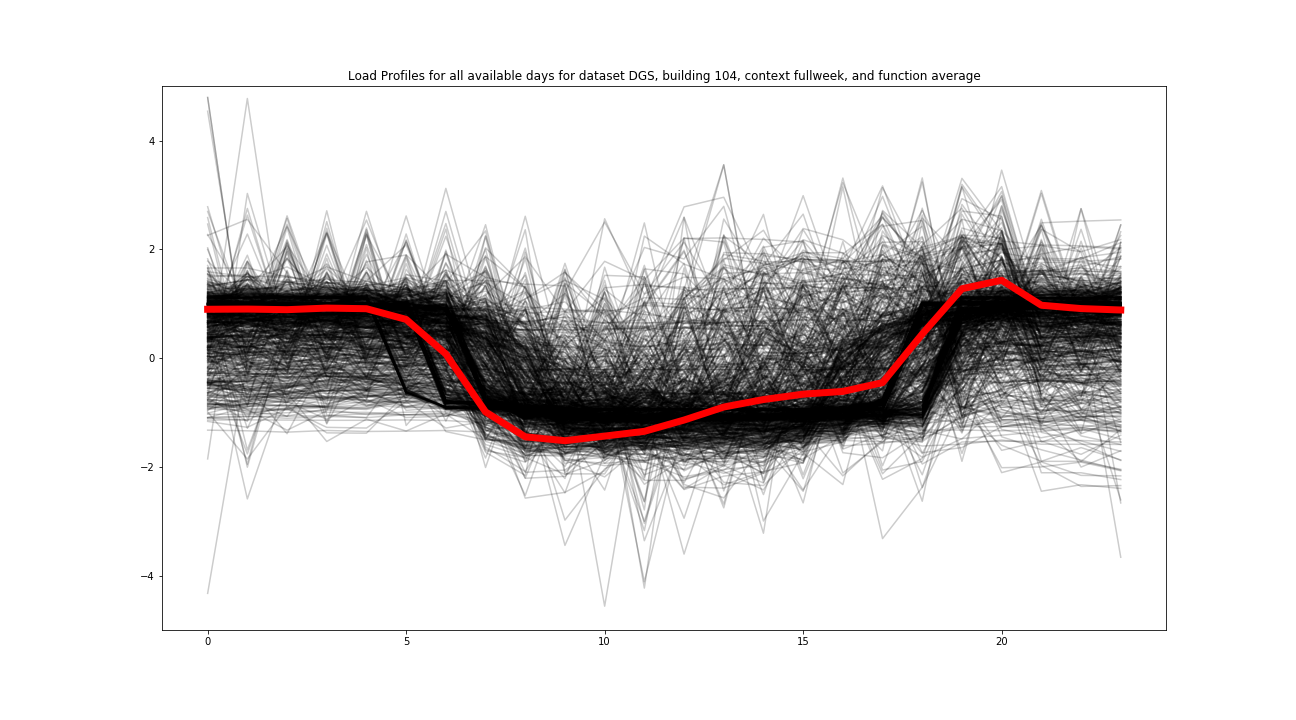 Load Profiles for all available days for dataset DGS, building 104, context fullweek, and function average
4
2
0
−2
−4
0 5 10 15 20